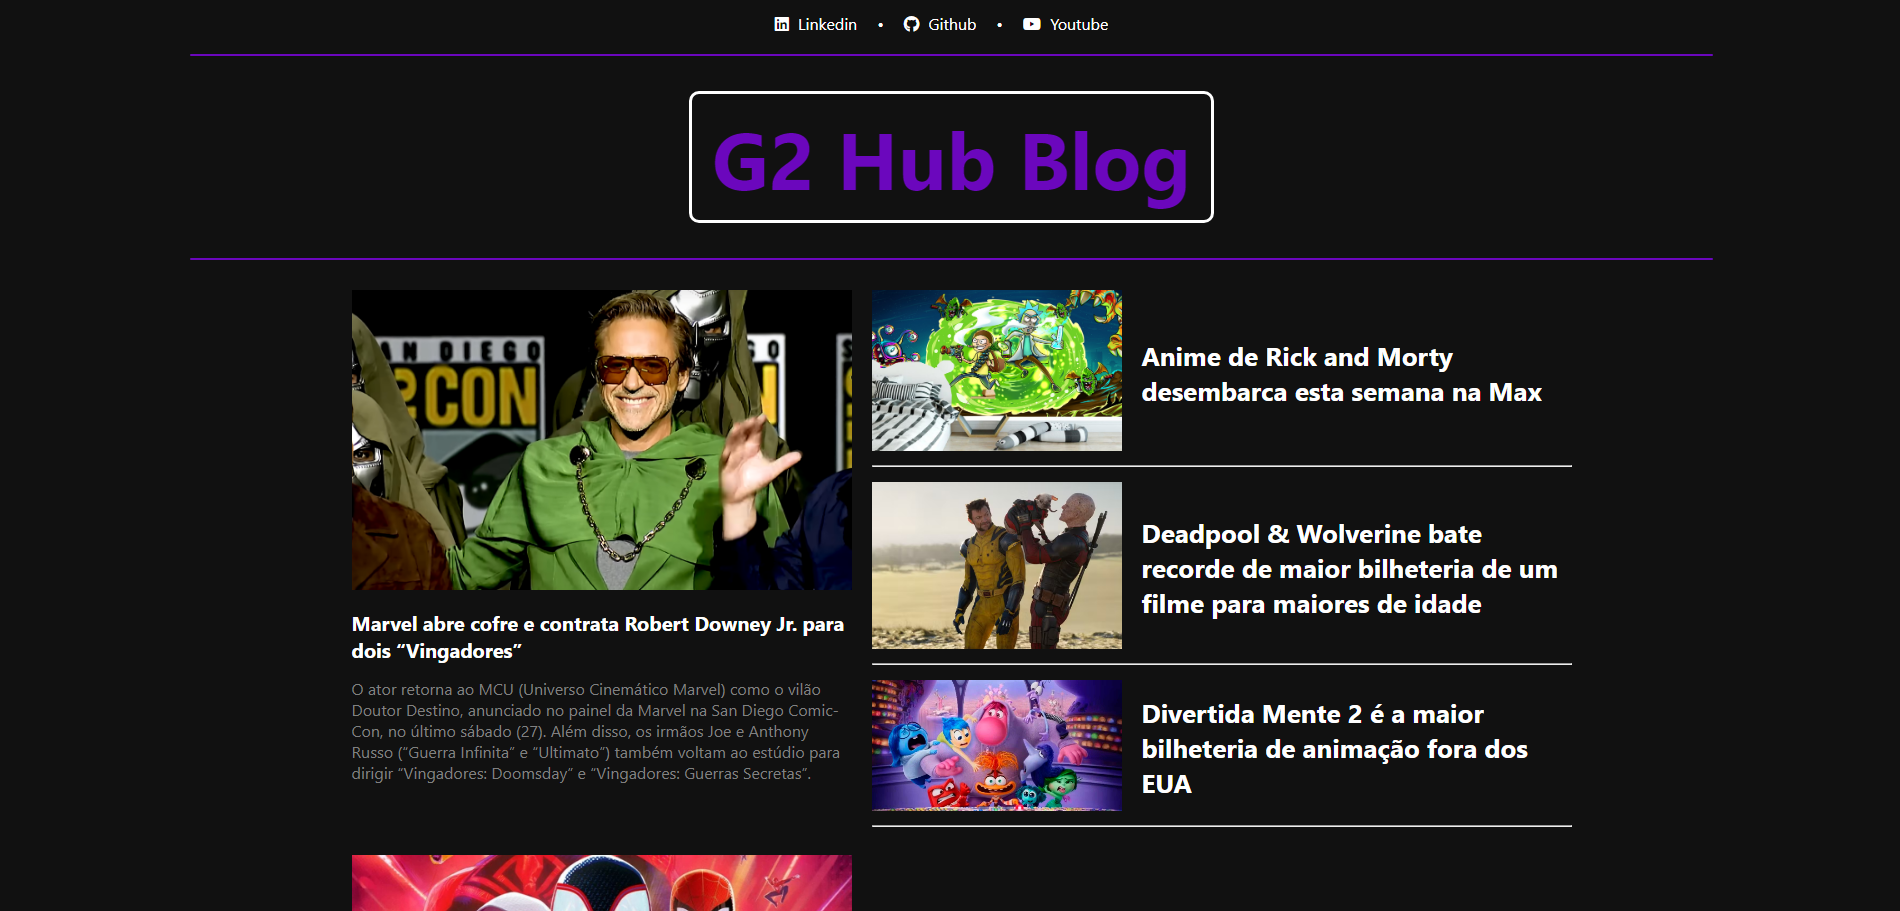 Linkedin • Github • Youtube
G2 Hub Blog
AN DIEGO
CON
Marvel abre cofre e contrata Robert Downey Jr. para
dois “Vingadores”
O ator retorna ao MCU (Universo Cinemático Marvel) como o vilão
Doutor Destino, anunciado no painel da Marvel na San Diego Comic-
Con, no último sábado (27). Além disso, os irmãos Joe e Anthony
Russo (“Guerra Infinita” e “Ultimato”) também voltam ao estúdio para
dirigir “Vingadores: Doomsday” e “Vingadores: Guerras Secretas”.
Anime de Rick and Morty
desembarca esta semana na Max
Deadpool & Wolverine bate
recorde de maior bilheteria de um
filme para maiores de idade
Divertida Mente 2 é a maior
bilheteria de animação fora dos
EUA